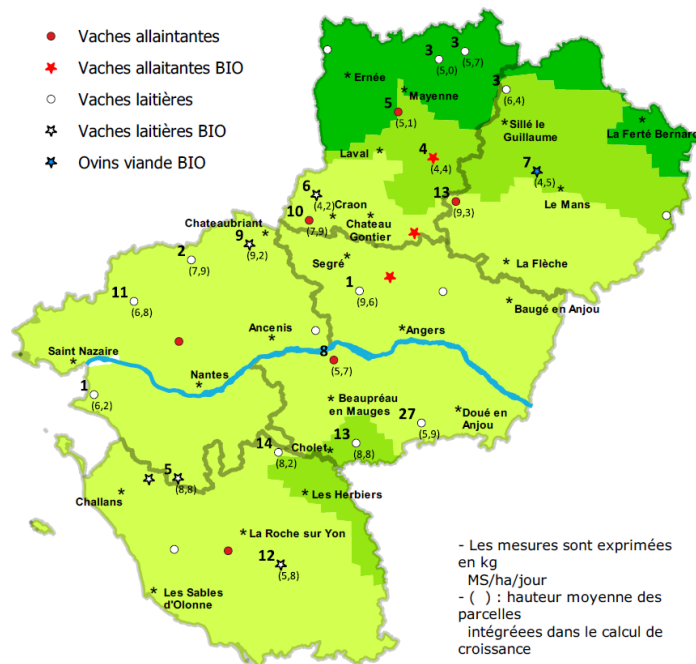 Vaches allaintantes
Vaches allaitantes BIO
Vaches laitières
Vaches laitières BIO
Ovins viande BIO
3
(5,7)
3
(5,0)
Ernée
Mayenne
3
(6,4)
5
(5,1)
Sillé le
Guillaume
La Ferté Bernard
Laval
4
(4,4)
7
(4,5)
Le Mans
6
(4,2)
13
(9,3)
10
(7,9)
Craon
Chateau
Gontier
Chateaubriant
9
(9,2)
2
(7,9)
Segré
La Flèche
1
(9,6)
11
(6,8)
Baugé en Anjou
Ancenis
Angers
Saint Nazaire
8
(5,7)
Nantes
1
(6,2)
Beaupréau
en Mauges
27
(5,9)
Doué en
Anjou
13
(8,8)
14
(8,2)
Cholet
5
(8,8)
Challans
Les Herbiers
La Roche sur Yon
12
(5,8)
Les Sables
d'Olonne
- Les mesures sont exprimées
en kg
MS/ha/jour
- ( ) : hauteur moyenne des
parcelles
intégréees dans le calcul de
croissance